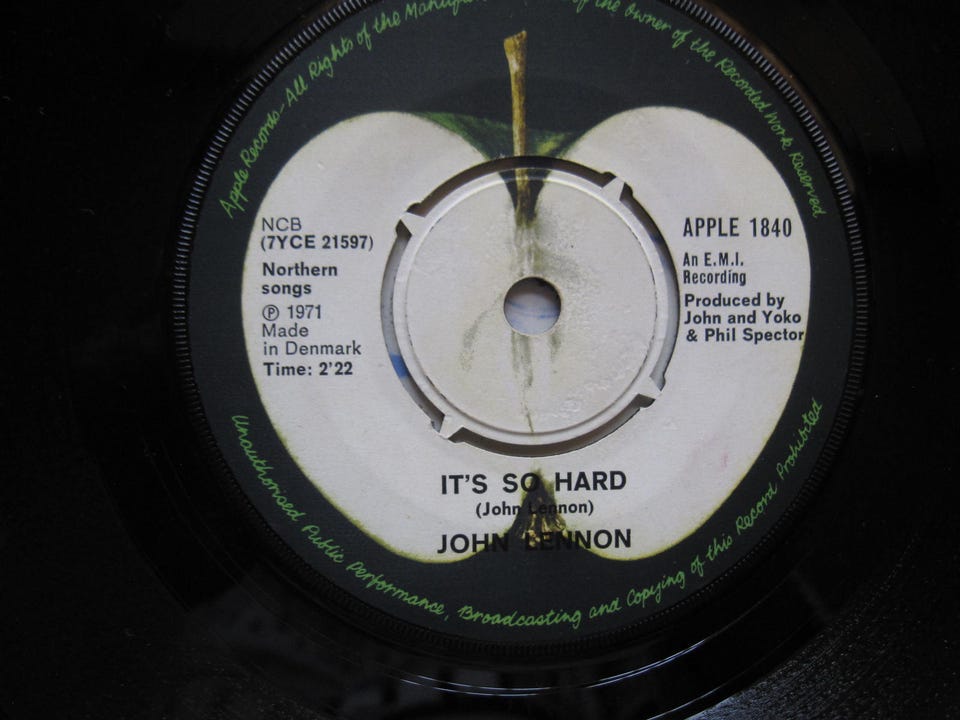 Apple Records-All Rights of the Manufa of the Owner of the Recorded Work Reserved
NCB
(7YCE 21597)
Northern
songs
Ⓟ 1971
Made
in Denmark
Time: 2'22
APPLE 1840
An E.M.I.
Recording
Produced by
John and Yoko
& Phil Spector
IT'S SO HARD
(John Lennon)
JOHN LENNON
Unauthorised Public Performance, Broadcasting and Copying of this Record Prohibited